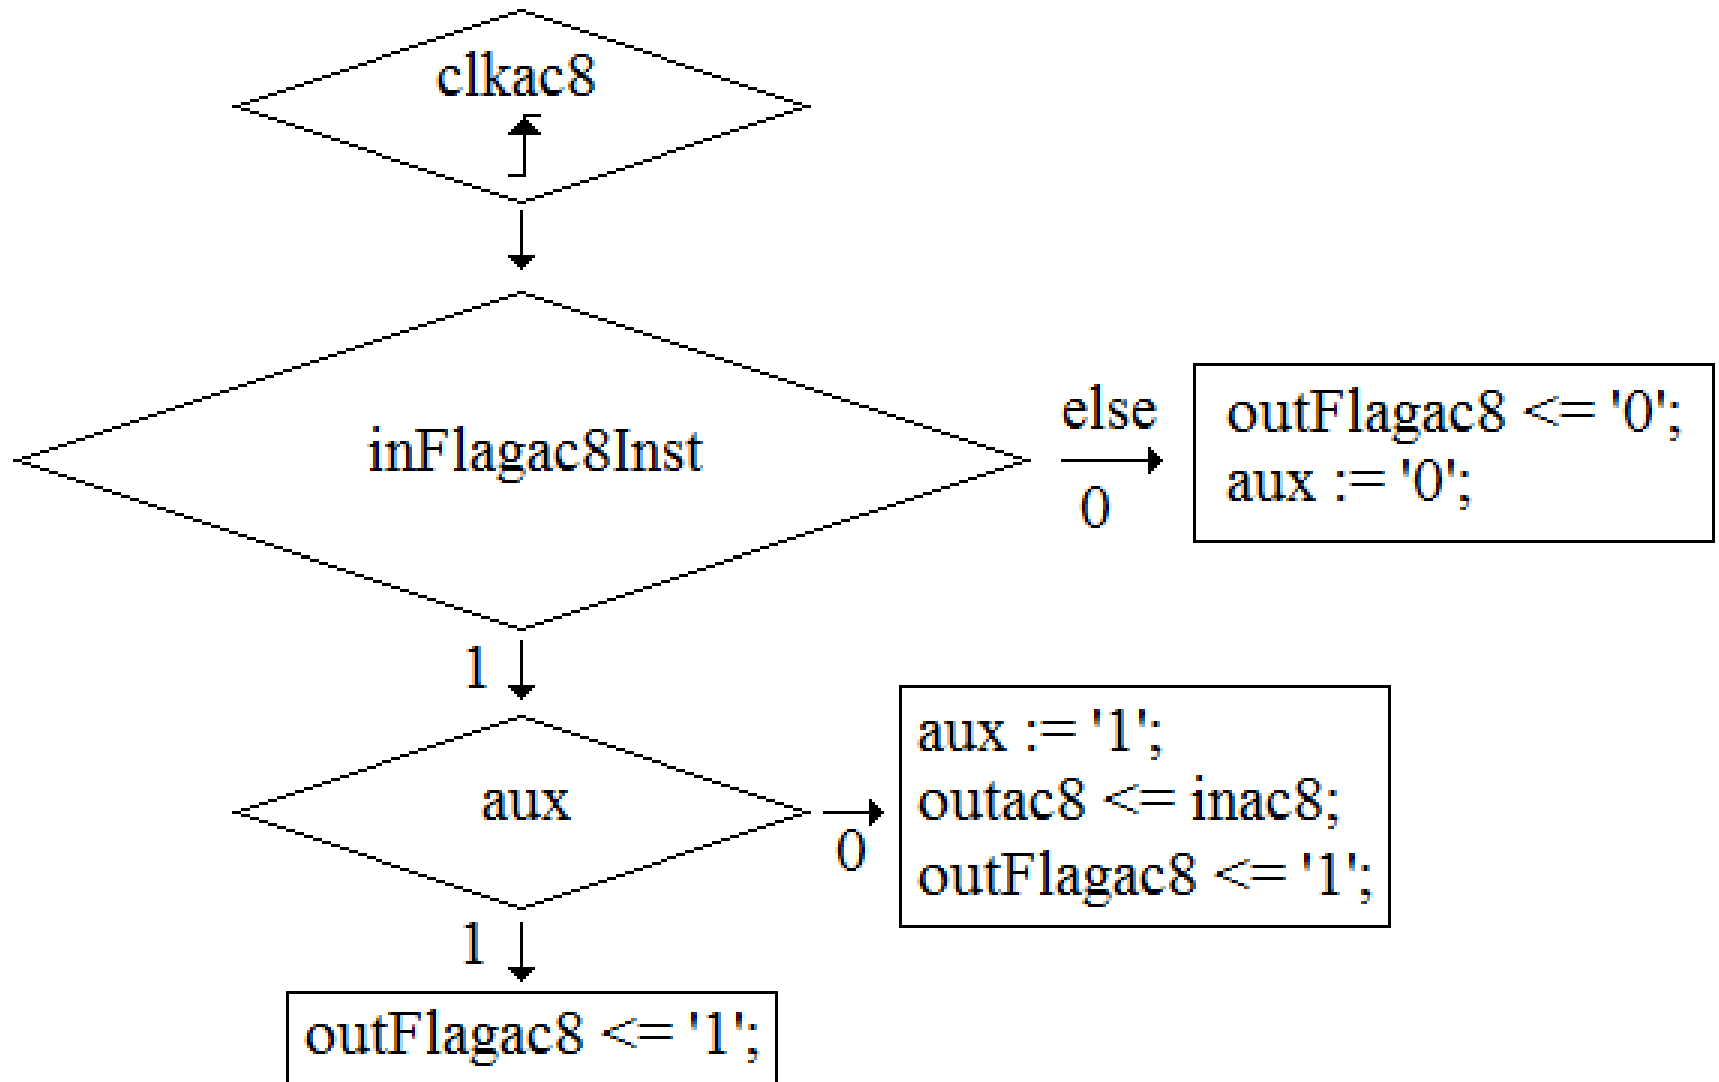 clkac8
inFlagac8Inst
else
0
outFlagac8 <= '0';
aux := '0';
1
aux
0
aux := '1';
outac8 <= inac8;
outFlagac8 <= '1';
1
outFlagac8 <= '1';